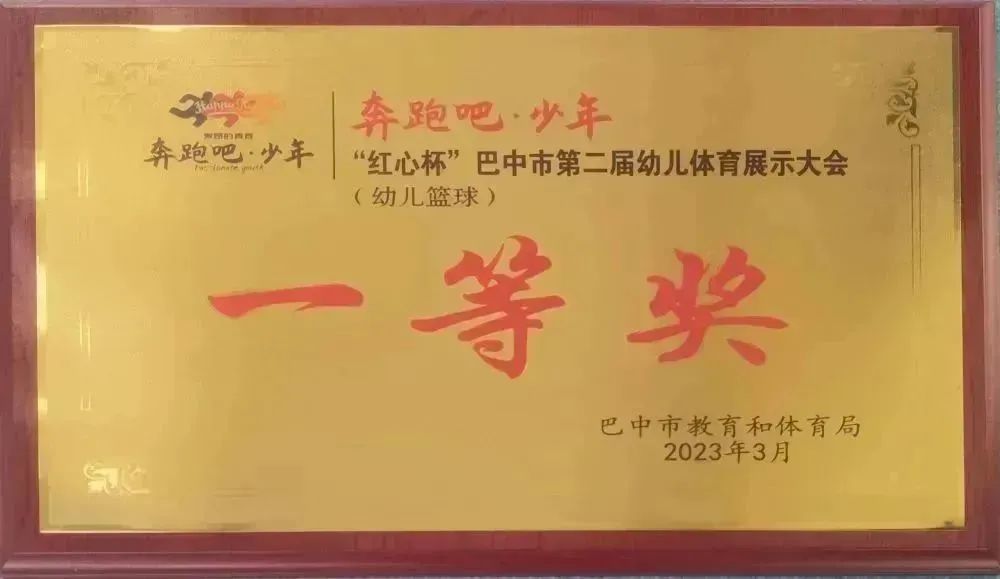 奔跑吧·少年
奔跑吧·少年
“红心杯”巴中市第二届幼儿体育展示大会
（幼儿篮球）
一等奖
巴中市教育和体育局
2023年3月